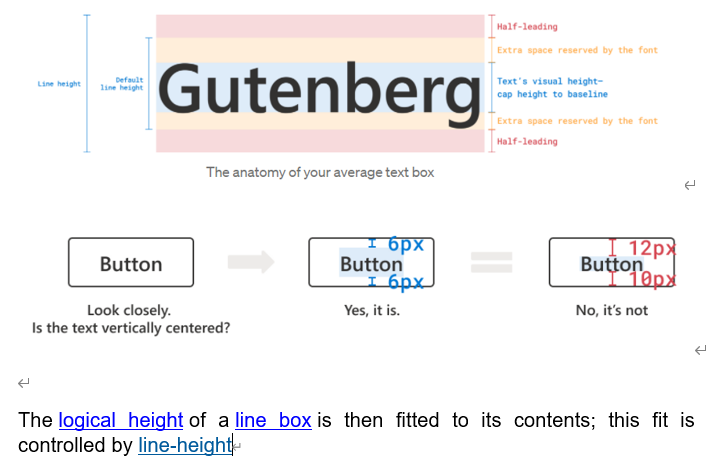 Half-leading
Extra space reserved by the font
Line height
Default
line height
Gutenberg
Text's visual height–
cap height to baseline
Extra space reserved by the font
Half-leading
The anatomy of your average text box
Button
6px
Button
6px
12px
Button
10px
Look closely.
Is the text vertically centered?
Yes, it is.
No, it's not
The logical height of a line box is then fitted to its contents; this fit is
controlled by line-height